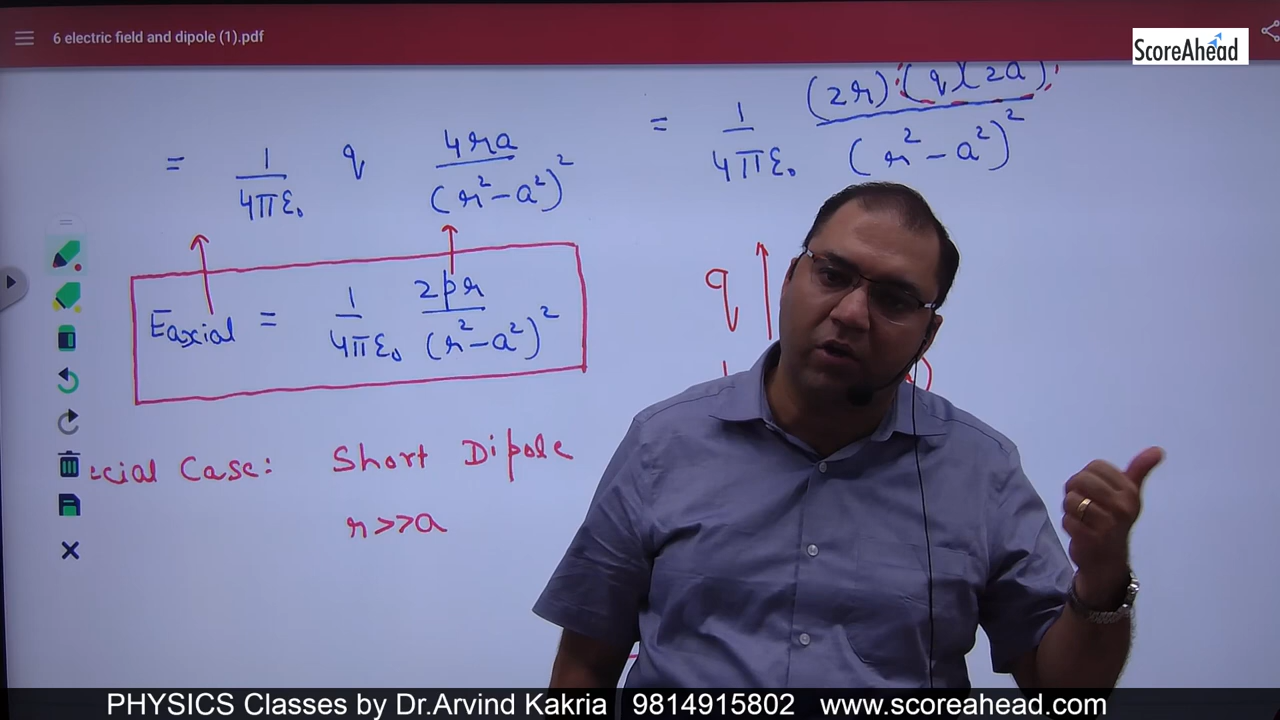 6 electric field and dipole (1).pdf
ScoreAhead
= 1/4πε₀ q 4ra/(r²-a²)²
= 1/4πε₀ (2r)(q)(2a)/(r²-a²)²
Eaxial = 1/4πε₀ 2pr/(r²-a²)²
q
cial Case: Short Dipole
r>>a
PHYSICS Classes by Dr.Arvind Kakria 9814915802 www.scoreahead.com